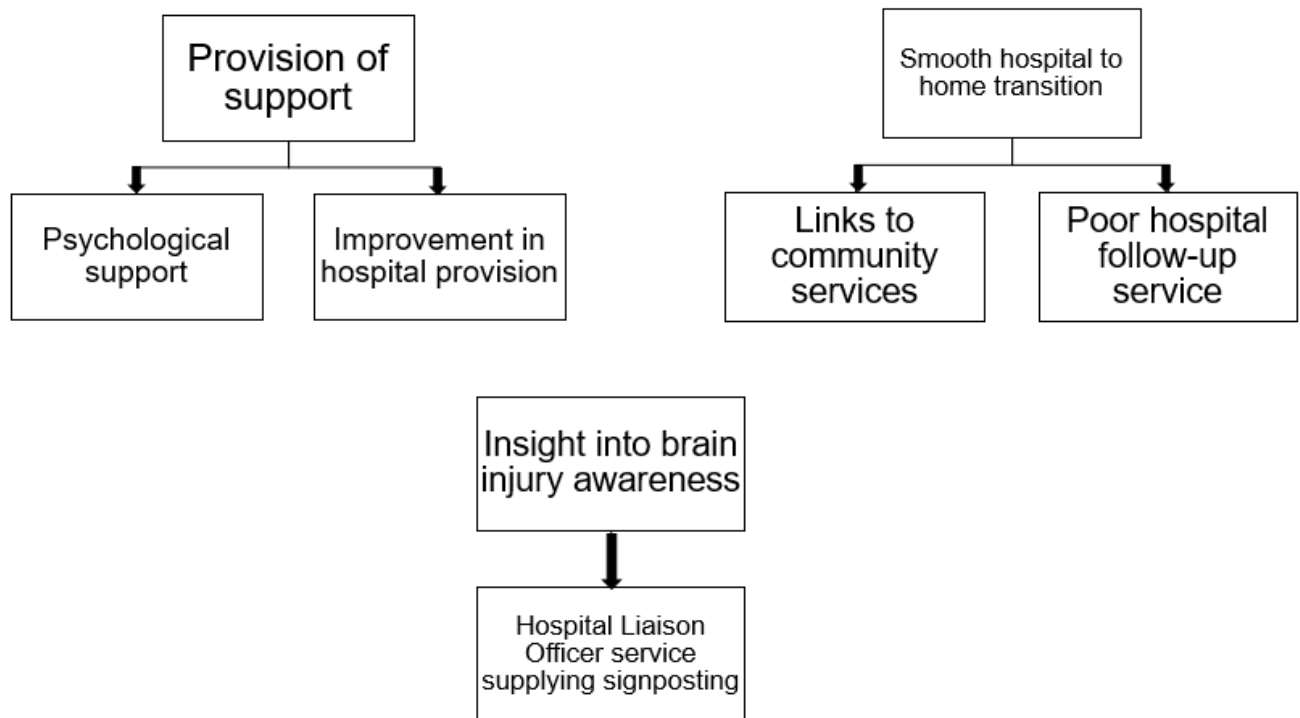 Provision of
support
Psychological
support
Improvement in
hospital provision
Smooth hospital to
home transition
Links to
community
services
Poor hospital
follow-up
service
Insight into brain
injury awareness
Hospital Liaison
Officer service
supplying signposting